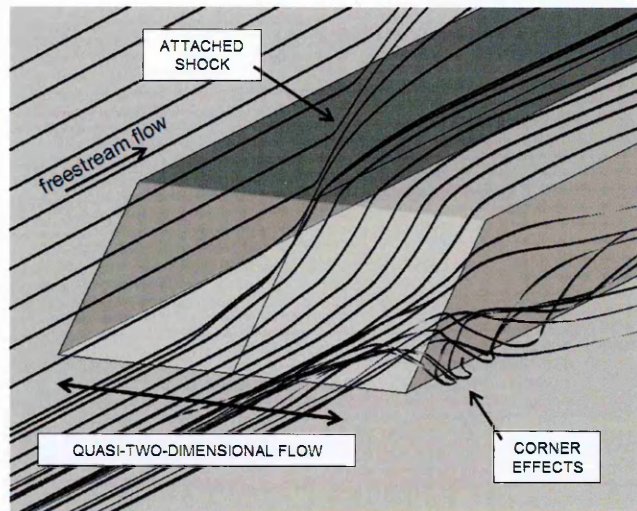 ATTACHED
SHOCK
freestream flow
QUASI-TWO-DIMENSIONAL FLOW
CORNER
EFFECTS